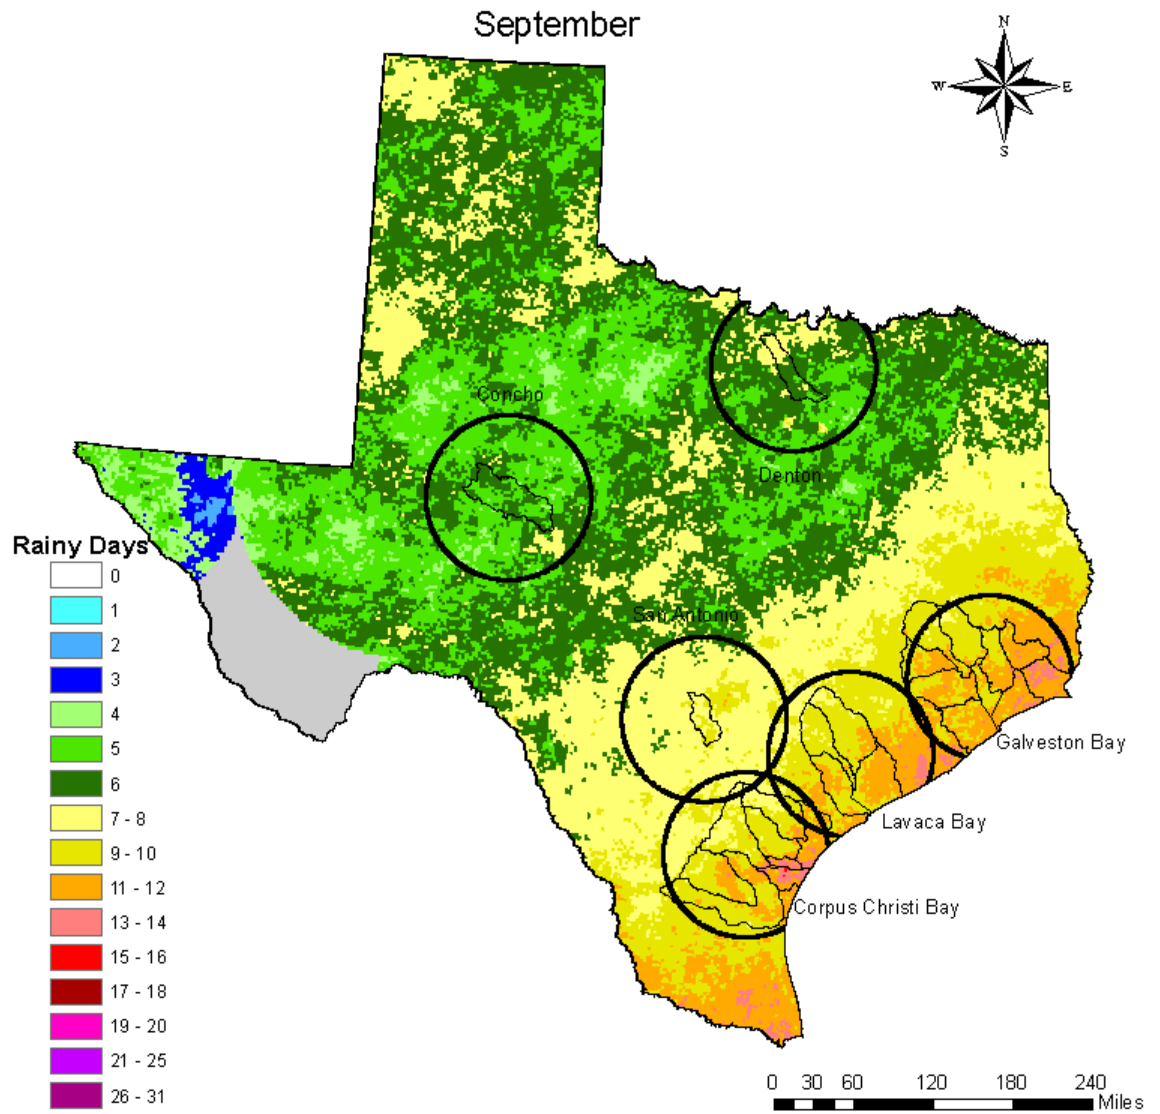 September
N
W
E
S
Concho
Denton
Rainy Days
0
1
2
3
4
5
6
7 - 8
9 - 10
11 - 12
13 - 14
15 - 16
17 - 18
19 - 20
21 - 25
26 - 31
San Antonio
Galveston Bay
Lavaca Bay
Corpus Christi Bay
0 30 60 120 180 240
Miles